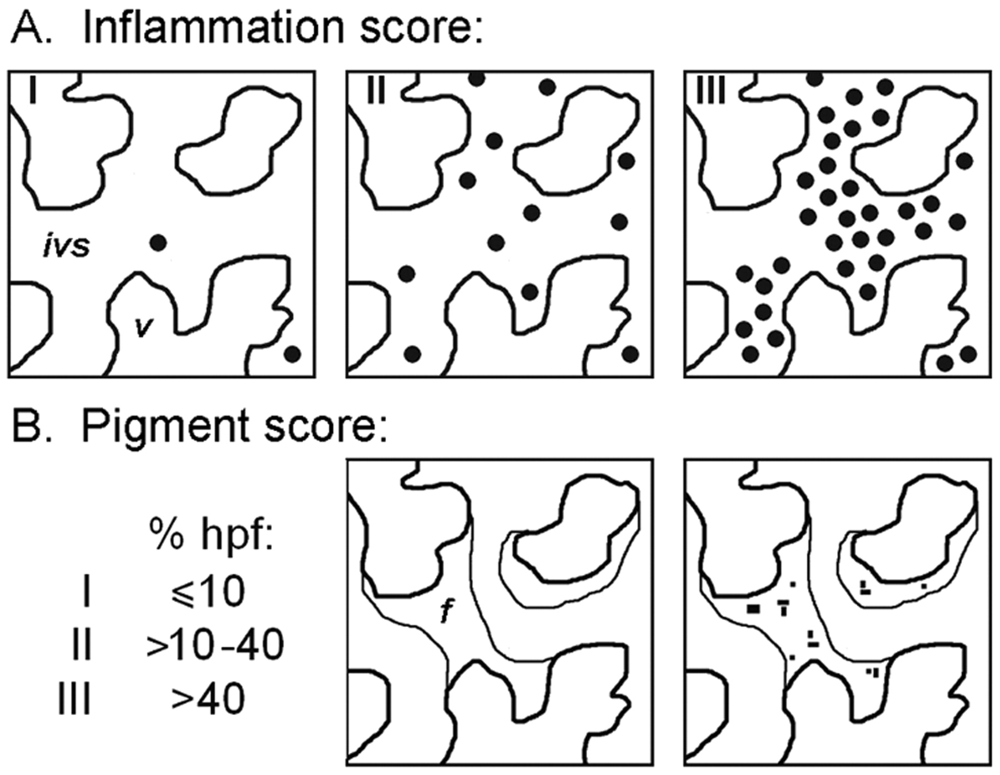 A. Inflammation score:
I II III
ivs
v
B. Pigment score:
% hpf:
I ⩽10
f
II >10-40
III >40